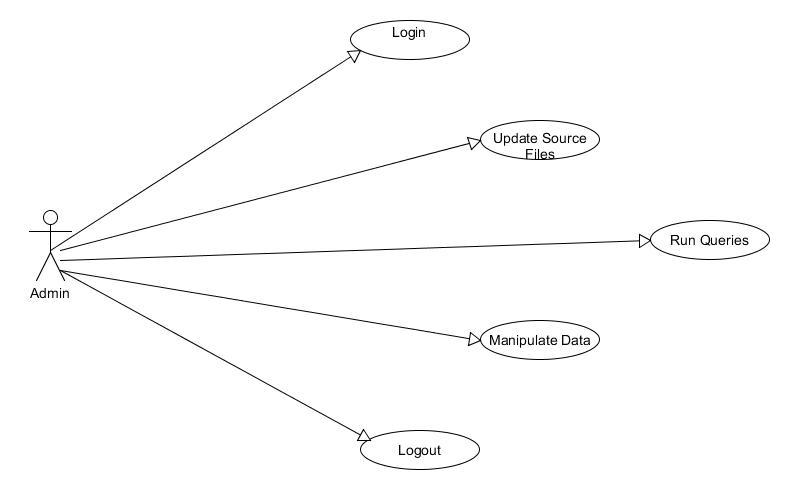 Login
Update Source
Files
Run Queries
Admin
Manipulate Data
Logout